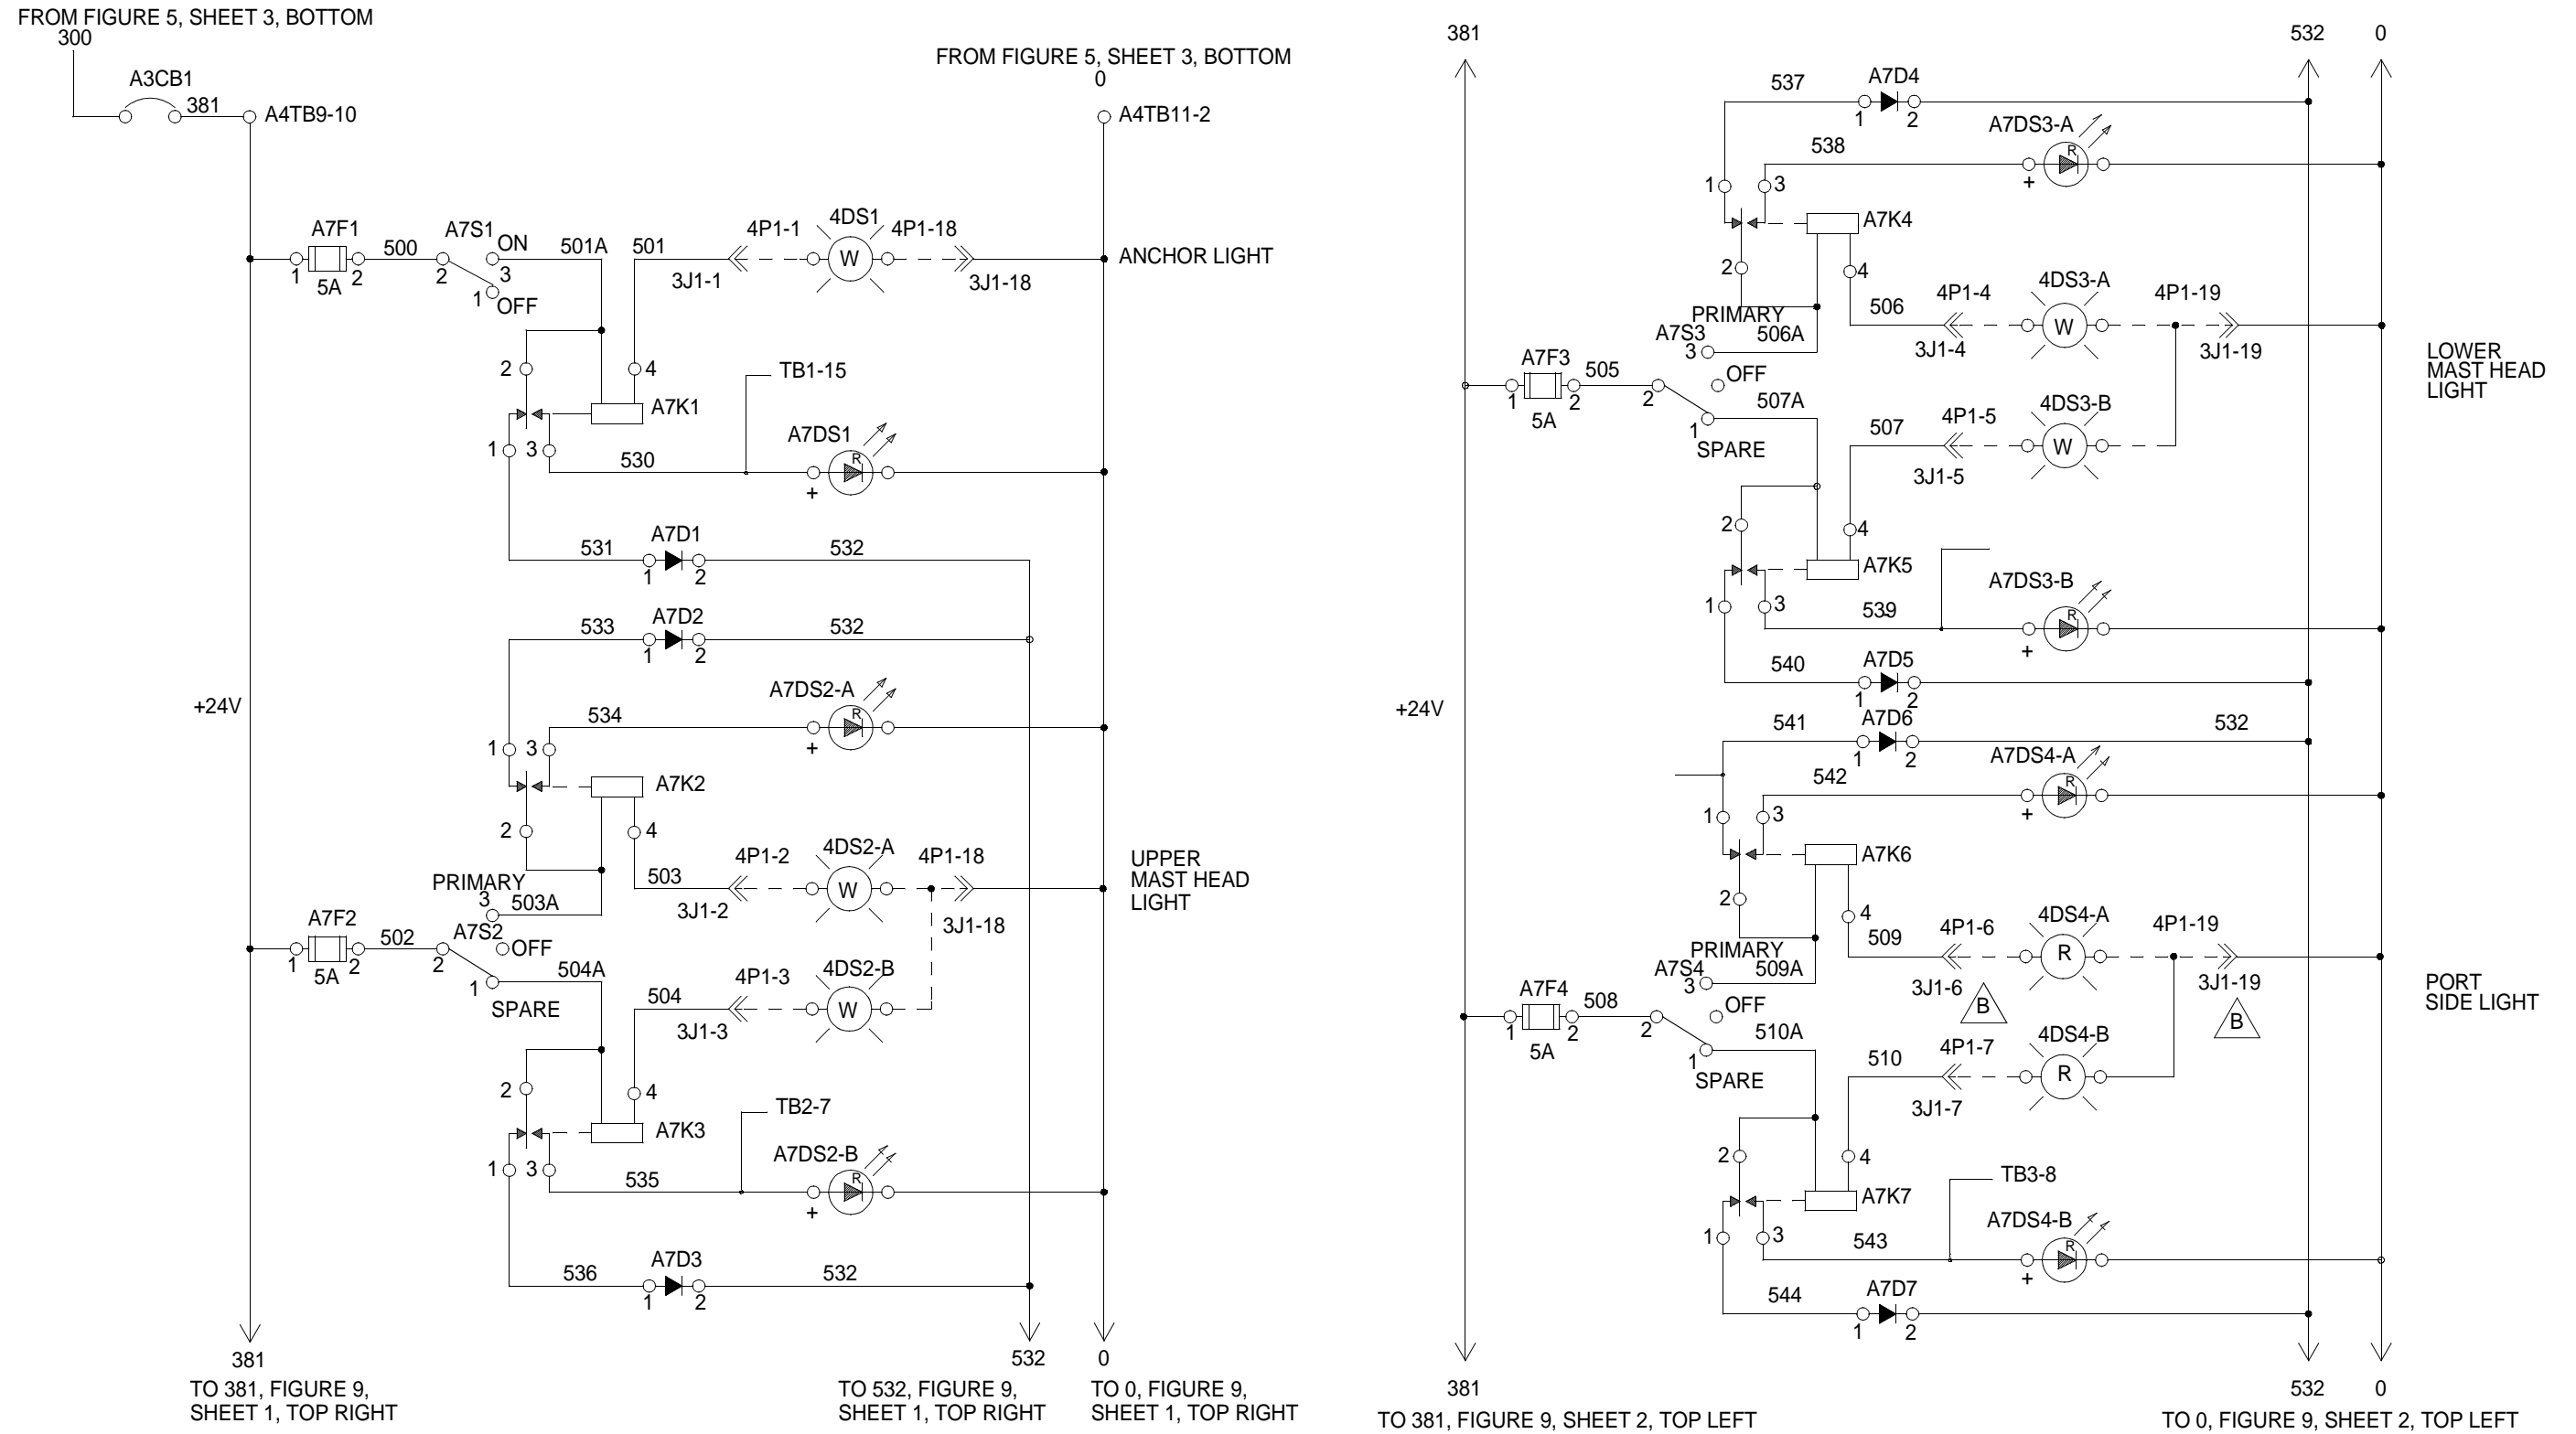 FROM FIGURE 5, SHEET 3, BOTTOM
300
A3CB1
381
A4TB9-10
FROM FIGURE 5, SHEET 3, BOTTOM
0
A4TB11-2
A7F1
1
2
5A
500
A7S1
ON
2
3
1
OFF
501A
501
4P1-1
3J1-1
4DS1
W
4P1-18
3J1-18
ANCHOR LIGHT
2
4
A7K1
1
3
TB1-15
530
A7DS1
R
+
531
A7D1
1
2
532
533
A7D2
1
2
532
+24V
534
A7DS2-A
R
+
1
3
A7K2
2
4
503
4P1-2
3J1-2
4DS2-A
W
4P1-18
3J1-18
UPPER
MAST HEAD
LIGHT
PRIMARY
3
503A
A7F2
1
2
5A
502
A7S2
2
OFF
1
504A
SPARE
504
4P1-3
3J1-3
4DS2-B
W
2
4
A7K3
1
3
TB2-7
535
A7DS2-B
R
+
536
A7D3
1
2
532
381
TO 381, FIGURE 9,
SHEET 1, TOP RIGHT
532
TO 532, FIGURE 9,
SHEET 1, TOP RIGHT
0
TO 0, FIGURE 9,
SHEET 1, TOP RIGHT
381
532
0
537
A7D4
1
2
538
A7DS3-A
R
+
1
3
A7K4
2
4
506
4P1-4
3J1-4
4DS3-A
W
4P1-19
3J1-19
LOWER
MAST HEAD
LIGHT
PRIMARY
A7S3
3
506A
A7F3
1
2
5A
505
2
OFF
1
507A
SPARE
507
4P1-5
3J1-5
4DS3-B
W
2
4
A7K5
1
3
539
A7DS3-B
R
+
540
A7D5
1
2
+24V
541
A7D6
1
2
532
542
A7DS4-A
R
+
1
3
A7K6
2
4
509
4P1-6
3J1-6
B
4DS4-A
R
4P1-19
3J1-19
B
PORT
SIDE LIGHT
PRIMARY
A7S4
3
509A
A7F4
1
2
5A
508
2
OFF
1
510A
SPARE
510
4P1-7
3J1-7
4DS4-B
R
2
4
A7K7
1
3
TB3-8
543
A7DS4-B
R
+
544
A7D7
1
2
381
TO 381, FIGURE 9, SHEET 2, TOP LEFT
532
0
TO 0, FIGURE 9, SHEET 2, TOP LEFT